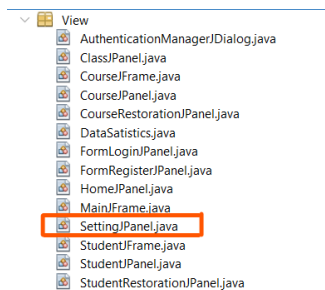 View
AuthenticationManagerJDialog.java
ClassJPanel.java
CourseJFrame.java
CourseJPanel.java
CourseRestorationJPanel.java
DataSatistics.java
FormLoginJPanel.java
FormRegisterJPanel.java
HomeJPanel.java
MainJFrame.java
SettingJPanel.java
StudentJFrame.java
StudentJPanel.java
StudentRestorationJPanel.java